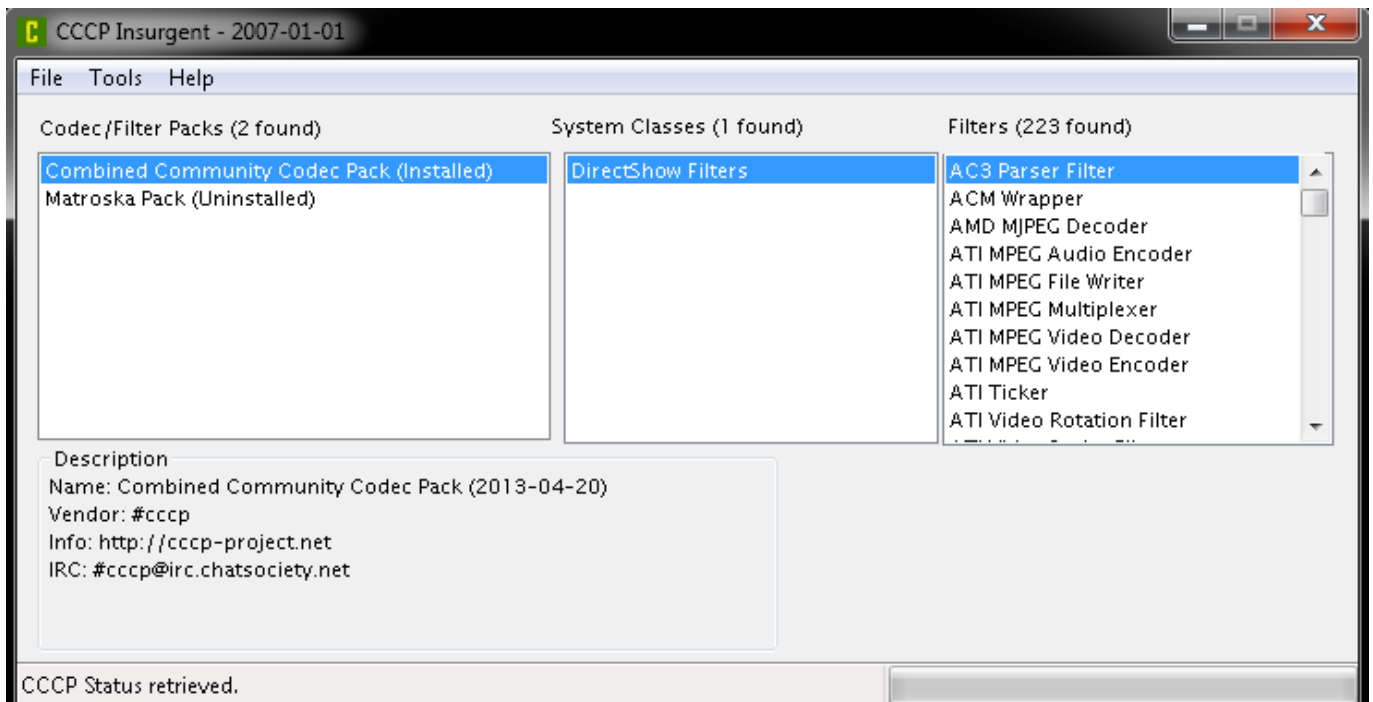 CCCP Insurgent - 2007-01-01
File Tools Help
Codec/Filter Packs (2 found)
Combined Community Codec Pack (Installed)
Matroska Pack (Uninstalled)
System Classes (1 found)
DirectShow Filters
Filters (223 found)
AC3 Parser Filter
ACM Wrapper
AMD MJPEG Decoder
ATI MPEG Audio Encoder
ATI MPEG File Writer
ATI MPEG Multiplexer
ATI MPEG Video Decoder
ATI MPEG Video Encoder
ATI Ticker
ATI Video Rotation Filter
Description
Name: Combined Community Codec Pack (2013-04-20)
Vendor: #cccp
Info: http://cccp-project.net
IRC: #cccp@irc.chatsociety.net
CCCP Status retrieved.